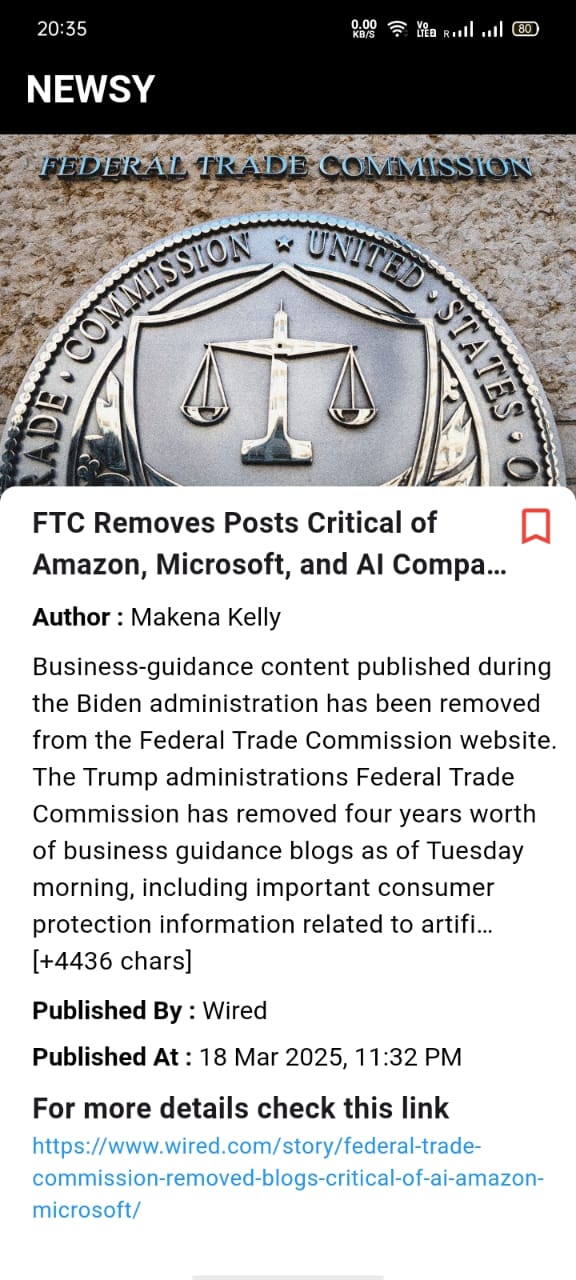 20:35
0.00
KB/S
Vo
LTE
R
80
NEWSY
FEDERAL TRADE COMMISSION
TRADE · COMMISSION ★ UNITED · STATES · O
FTC Removes Posts Critical of
Amazon, Microsoft, and AI Compa...
Author : Makena Kelly
Business-guidance content published during
the Biden administration has been removed
from the Federal Trade Commission website.
The Trump administrations Federal Trade
Commission has removed four years worth
of business guidance blogs as of Tuesday
morning, including important consumer
protection information related to artifi…
[+4436 chars]
Published By : Wired
Published At : 18 Mar 2025, 11:32 PM
For more details check this link
https://www.wired.com/story/federal-trade-
commission-removed-blogs-critical-of-ai-amazon-
microsoft/